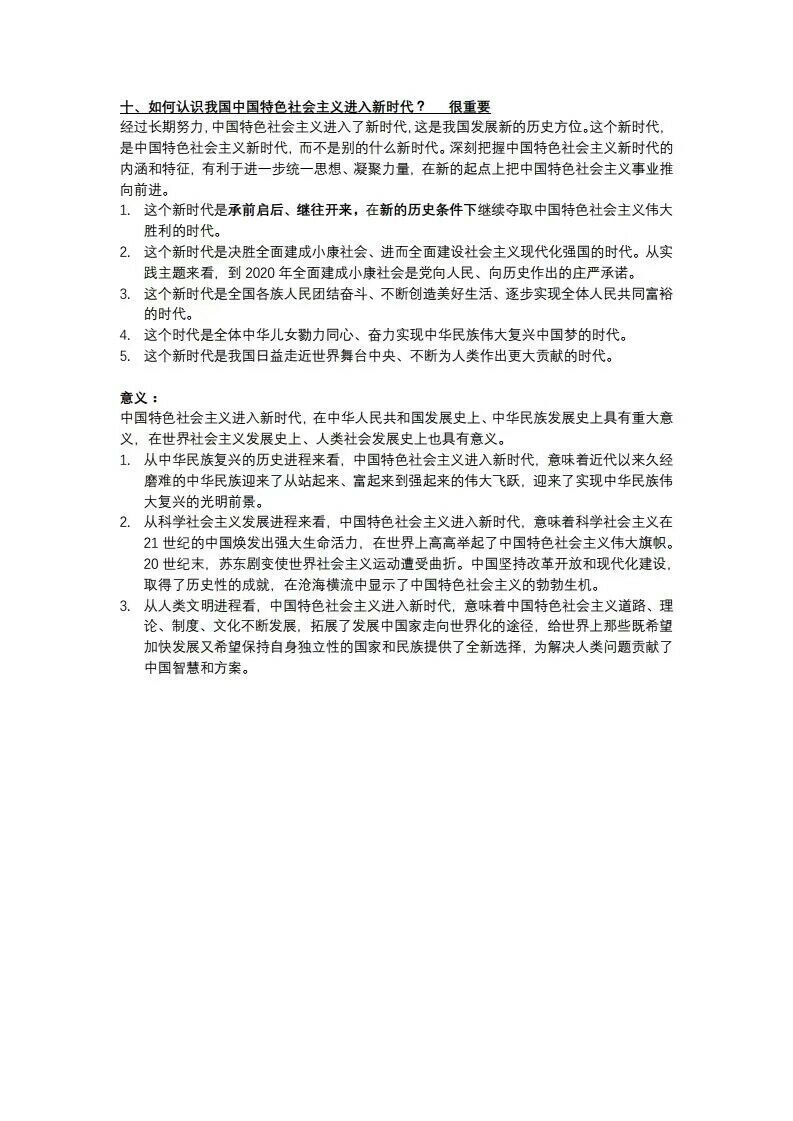 十、如何认识我国中国特色社会主义进入新时代？ 很重要
经过长期努力，中国特色社会主义进入了新时代，这是我国发展新的历史方位。这个新时代，
是中国特色社会主义新时代，而不是别的什么新时代。深刻把握中国特色社会主义新时代的
内涵和特征，有利于进一步统一思想、凝聚力量，在新的起点上把中国特色社会主义事业推
向前进。
1. 这个新时代是承前启后、继往开来，在新的历史条件下继续夺取中国特色社会主义伟大
胜利的时代。
2. 这个新时代是决胜全面建成小康社会、进而全面建设社会主义现代化强国的时代。从实
践主题来看，到 2020 年全面建成小康社会是党向人民、向历史作出的庄严承诺。
3. 这个新时代是全国各族人民团结奋斗、不断创造美好生活、逐步实现全体人民共同富裕
的时代。
4. 这个时代是全体中华儿女勠力同心、奋力实现中华民族伟大复兴中国梦的时代。
5. 这个新时代是我国日益走近世界舞台中央、不断为人类作出更大贡献的时代。
意义：
中国特色社会主义进入新时代，在中华人民共和国发展史上、中华民族发展史上具有重大意
义，在世界社会主义发展史上、人类社会发展史上也具有意义。
1. 从中华民族复兴的历史进程来看，中国特色社会主义进入新时代，意味着近代以来久经
磨难的中华民族迎来了从站起来、富起来到强起来的伟大飞跃，迎来了实现中华民族伟
大复兴的光明前景。
2. 从科学社会主义发展进程来看，中国特色社会主义进入新时代，意味着科学社会主义在
21 世纪的中国焕发出强大生命活力，在世界上高高举起了中国特色社会主义伟大旗帜。
20 世纪末，苏东剧变使世界社会主义运动遭受曲折。中国坚持改革开放和现代化建设，
取得了历史性的成就，在沧海横流中显示了中国特色社会主义的勃勃生机。
3. 从人类文明进程看，中国特色社会主义进入新时代，意味着中国特色社会主义道路、理
论、制度、文化不断发展，拓展了发展中国家走向世界化的途径，给世界上那些既希望
加快发展又希望保持自身独立性的国家和民族提供了全新选择，为解决人类问题贡献了
中国智慧和方案。